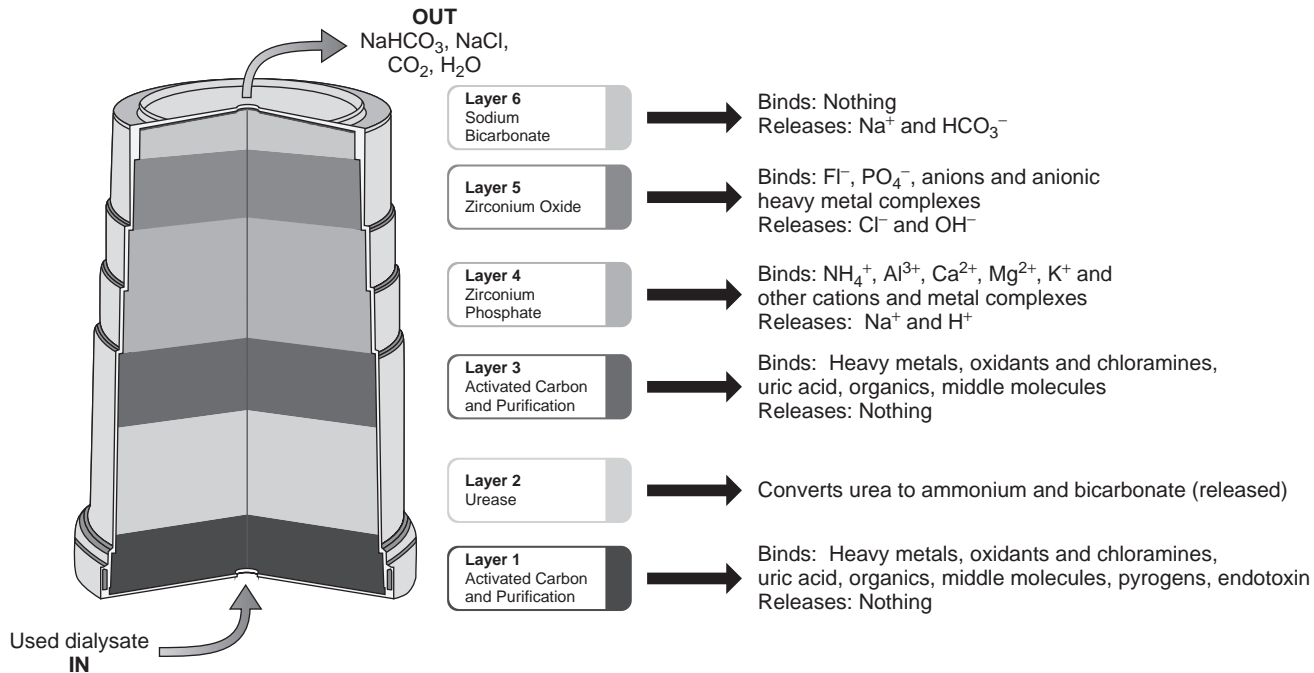 OUT
NaHCO₃, NaCl,
CO₂, H₂O
Layer 6
Sodium
Bicarbonate
Binds: Nothing
Releases: Na⁺ and HCO₃⁻
Layer 5
Zirconium Oxide
Binds: Fl⁻, PO₄⁻, anions and anionic
heavy metal complexes
Releases: Cl⁻ and OH⁻
Layer 4
Zirconium
Phosphate
Binds: NH₄⁺, Al³⁺, Ca²⁺, Mg²⁺, K⁺ and
other cations and metal complexes
Releases: Na⁺ and H⁺
Layer 3
Activated Carbon
and Purification
Binds: Heavy metals, oxidants and chloramines,
uric acid, organics, middle molecules
Releases: Nothing
Layer 2
Urease
Converts urea to ammonium and bicarbonate (released)
Layer 1
Activated Carbon
and Purification
Binds: Heavy metals, oxidants and chloramines,
uric acid, organics, middle molecules, pyrogens, endotoxin
Releases: Nothing
Used dialysate
IN